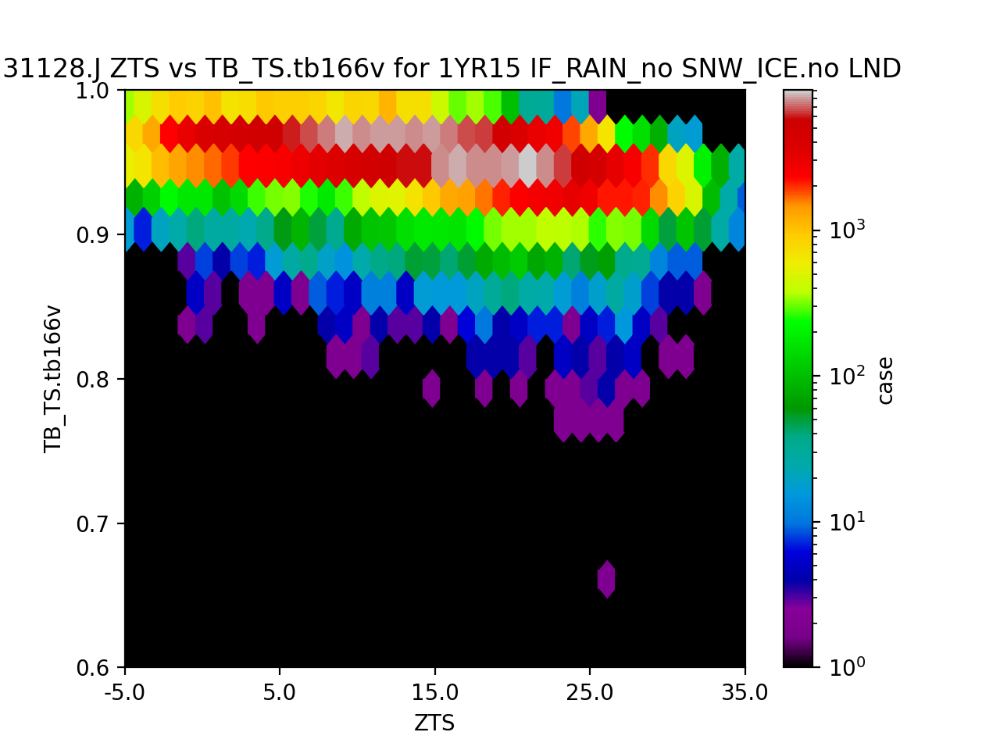 31128.J ZTS vs TB_TS.tb166v for 1YR15 IF_RAIN_no SNW_ICE.no LND
1.0
0.9
0.8
0.7
0.6
TB_TS.tb166v
-5.0 5.0 15.0 25.0 35.0
ZTS
10³
10²
10¹
10⁰
case